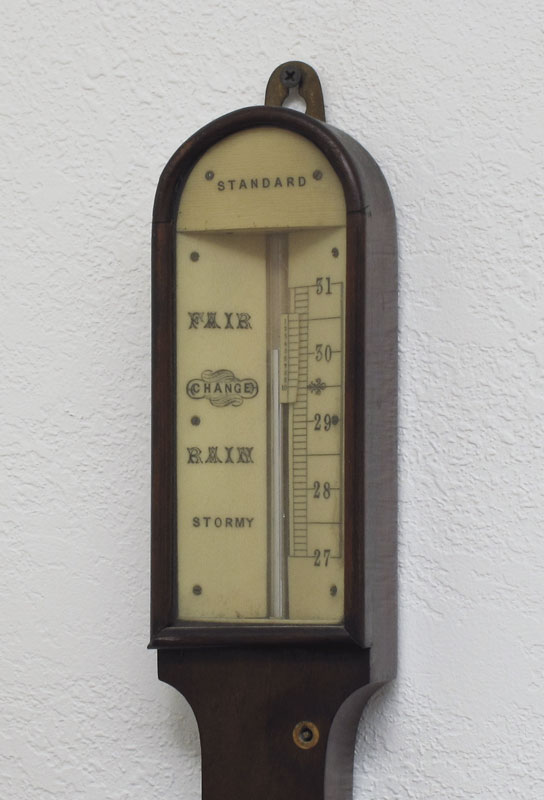 STANDARD
31
FAIR
30
CHANGE
29
RAIN
28
STORMY
27